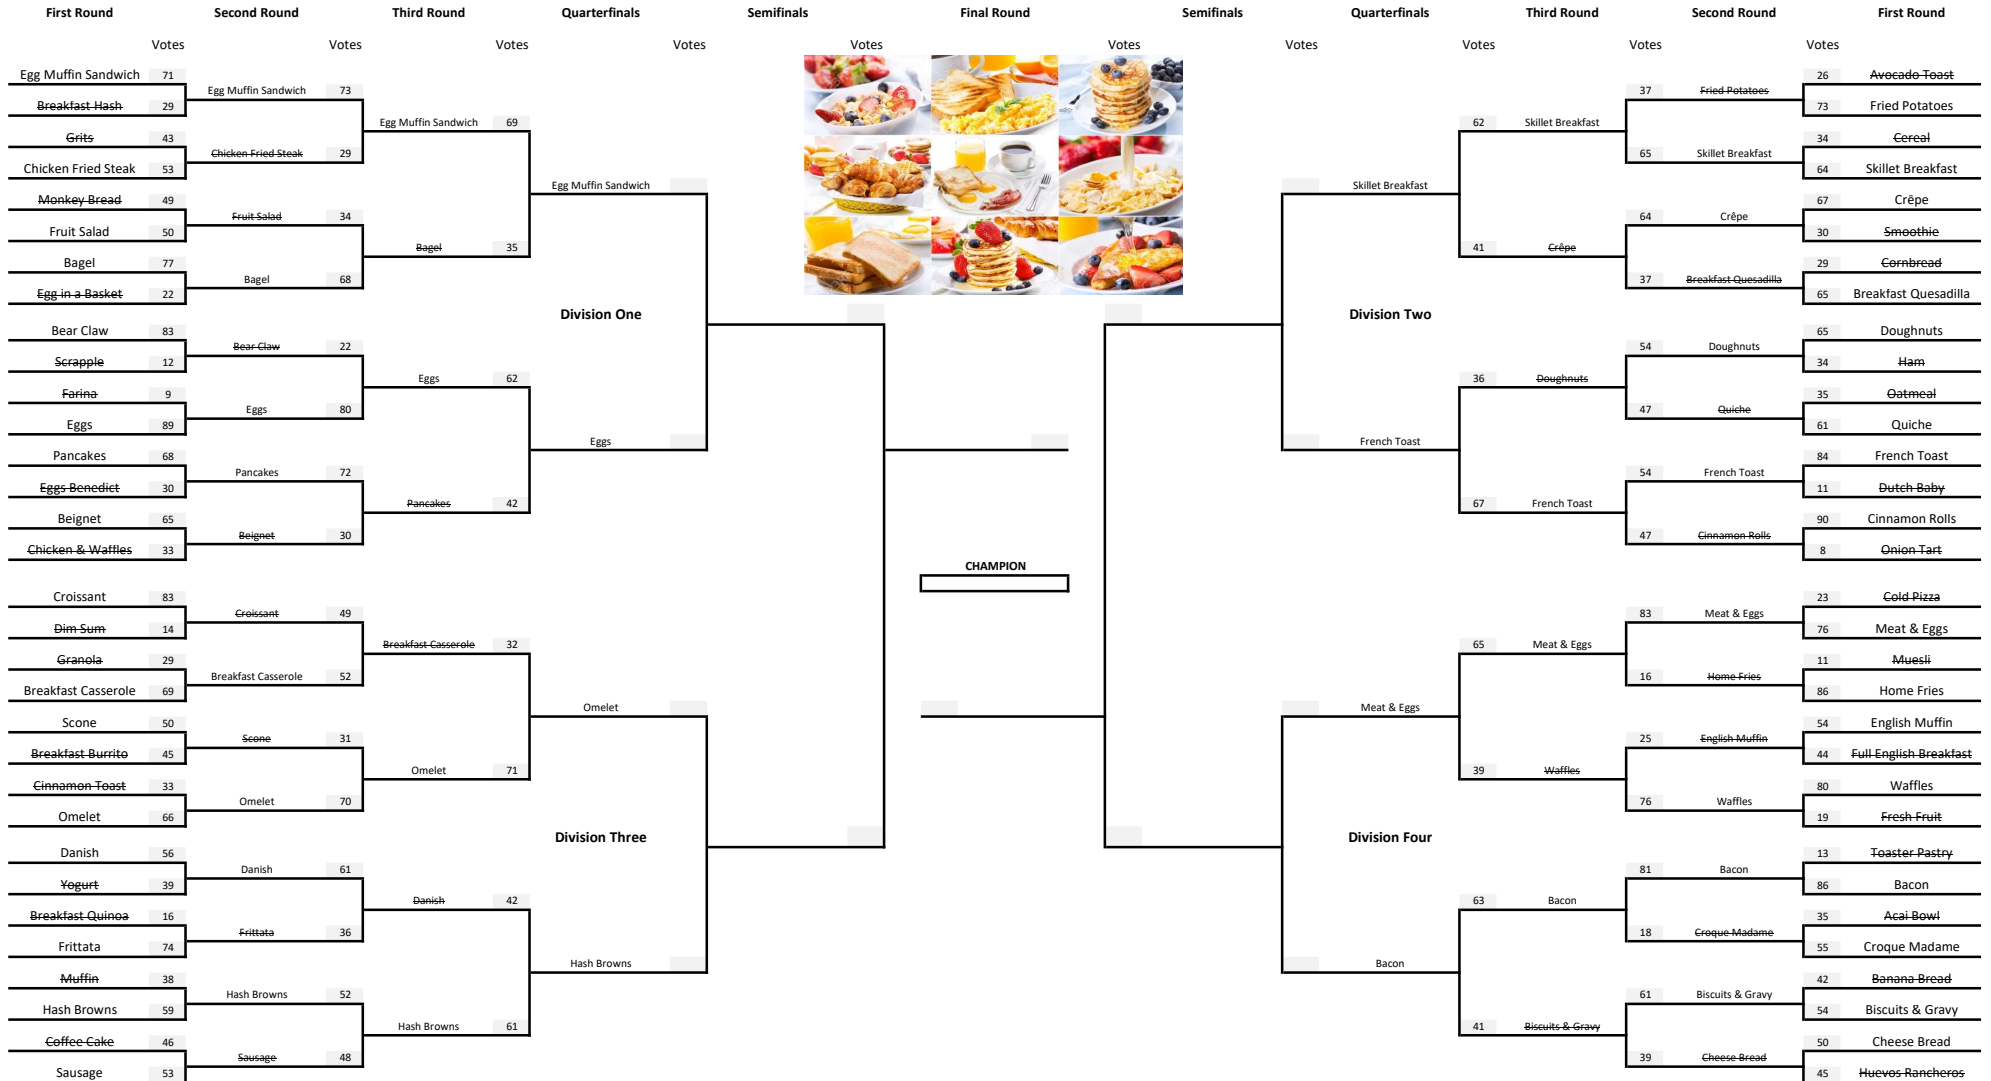 First Round Second Round Third Round Quarterfinals Semifinals Final Round Semifinals Quarterfinals Third Round Second Round First Round
Votes Votes Votes Votes Votes Votes Votes Votes Votes Votes
Egg Muffin Sandwich 71 26 Avocado Toast
Egg Muffin Sandwich 73 37 Fried Potatoes
Breakfast Hash 29 73 Fried Potatoes
Egg Muffin Sandwich 69 62 Skillet Breakfast
Grits 43 34 Cereal
Chicken Fried Steak 29 65 Skillet Breakfast
Chicken Fried Steak 53 64 Skillet Breakfast
Egg Muffin Sandwich Skillet Breakfast
Monkey Bread 49 67 Crêpe
Fruit Salad 34 64 Crêpe
Fruit Salad 50 30 Smoothie
Bagel 35 41 Crêpe
Bagel 77 29 Cornbread
Bagel 68 37 Breakfast Quesadilla
Egg in a Basket 22 65 Breakfast Quesadilla
Division One Division Two
Bear Claw 83 65 Doughnuts
Bear Claw 22 54 Doughnuts
Scrapple 12 34 Ham
Eggs 62 36 Doughnuts
Farina 9 35 Oatmeal
Eggs 80 47 Quiche
Eggs 89 61 Quiche
Eggs French Toast
Pancakes 68 84 French Toast
Pancakes 72 54 French Toast
Eggs Benedict 30 11 Dutch Baby
Pancakes 42 67 French Toast
Beignet 65 90 Cinnamon Rolls
Beignet 30 47 Cinnamon Rolls
Chicken & Waffles 33 8 Onion Tart
CHAMPION
Croissant 83 23 Cold Pizza
Croissant 49 83 Meat & Eggs
Dim Sum 14 76 Meat & Eggs
Breakfast Casserole 32 65 Meat & Eggs
Granola 29 11 Muesli
Breakfast Casserole 52 16 Home Fries
Breakfast Casserole 69 86 Home Fries
Omelet Meat & Eggs
Scone 50 54 English Muffin
Scone 31 25 English Muffin
Breakfast Burrito 45 44 Full English Breakfast
Omelet 71 39 Waffles
Cinnamon Toast 33 80 Waffles
Omelet 70 76 Waffles
Omelet 66 19 Fresh Fruit
Division Three Division Four
Danish 56 13 Toaster Pastry
Danish 61 81 Bacon
Yogurt 39 86 Bacon
Danish 42 63 Bacon
Breakfast Quinoa 16 35 Acai Bowl
Frittata 36 18 Croque Madame
Frittata 74 55 Croque Madame
Hash Browns Bacon
Muffin 38 42 Banana Bread
Hash Browns 52 61 Biscuits & Gravy
Hash Browns 59 54 Biscuits & Gravy
Hash Browns 61 41 Biscuits & Gravy
Coffee Cake 46 50 Cheese Bread
Sausage 48 39 Cheese Bread
Sausage 53 45 Huevos Rancheros